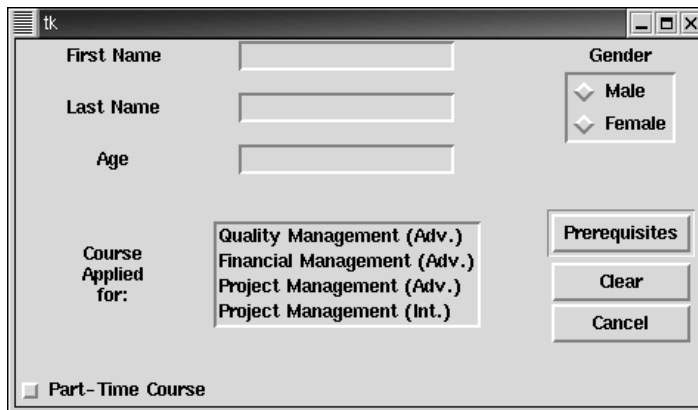 tk
First Name
Gender
Male
Last Name
Female
Age
Course
Applied
for:
Quality Management (Adv.)
Financial Management (Adv.)
Project Management (Adv.)
Project Management (Int.)
Prerequisites
Clear
Cancel
Part-Time Course